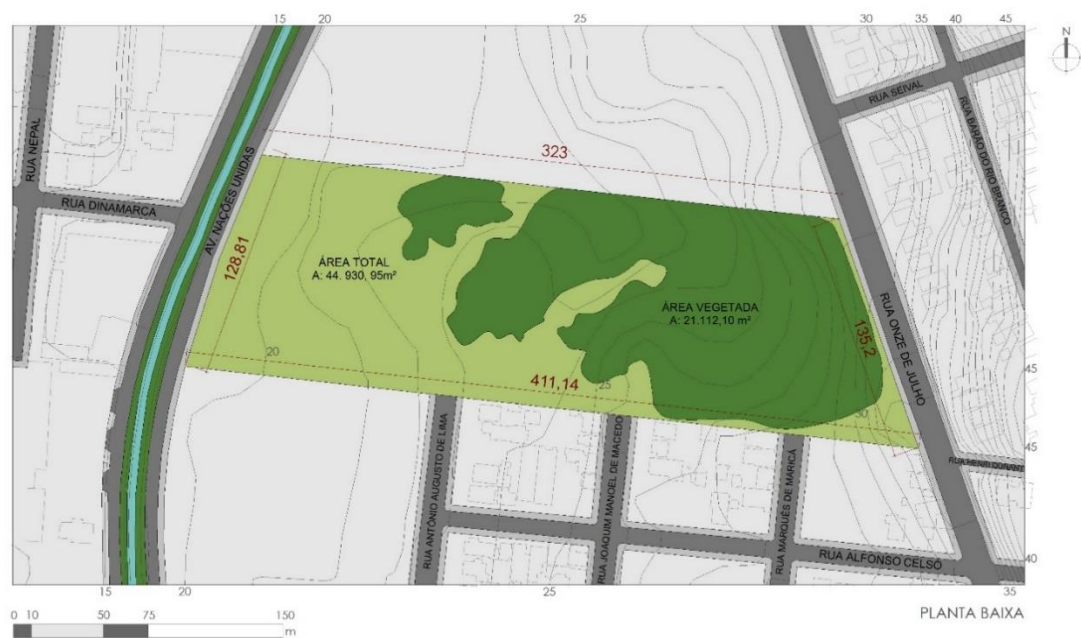 15 20 25 30 35 40 45
N
RUA NEPAL
RUA DINAMARCA
AV. NAÇÕES UNIDAS
RUA SEIVAL
RUA BARÃO DO RIO BRANCO
323
128,81
ÁREA TOTAL
A: 44. 930, 95m²
ÁREA VEGETADA
A: 21.112,10 m²
135,2
RUA ONZE DE JULHO
20
411,14
25
30
45
45
RUA ANTÔNIO AUGUSTO DE LIMA
RUA JOAQUIM MANOEL DE MACEDO
RUA MARQUÊS DE MARICÁ
RUA ALFONSO CELSO
40
15 20 25 35
0 10 50 75 150
m
PLANTA BAIXA